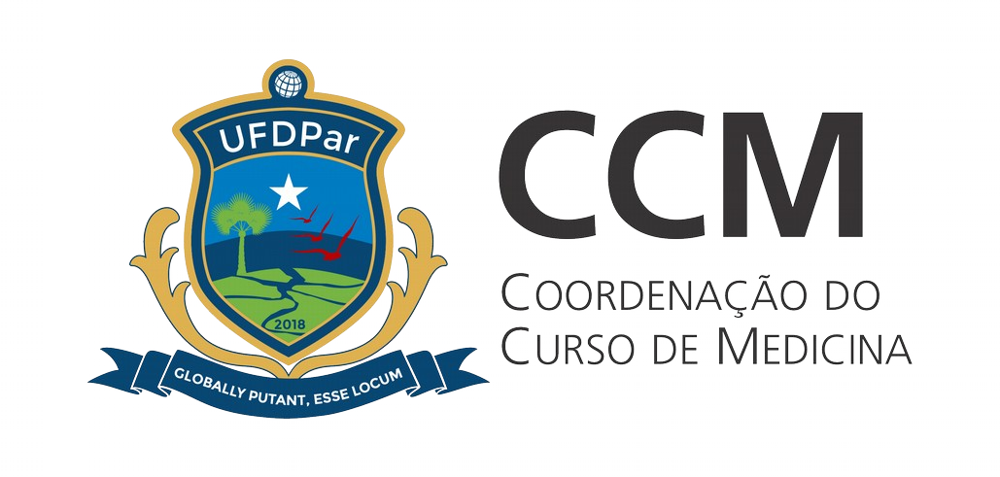 UFDPar
2018
GLOBALLY PUTANT, ESSE LOCUM
CCM
COORDENAÇÃO DO
CURSO DE MEDICINA